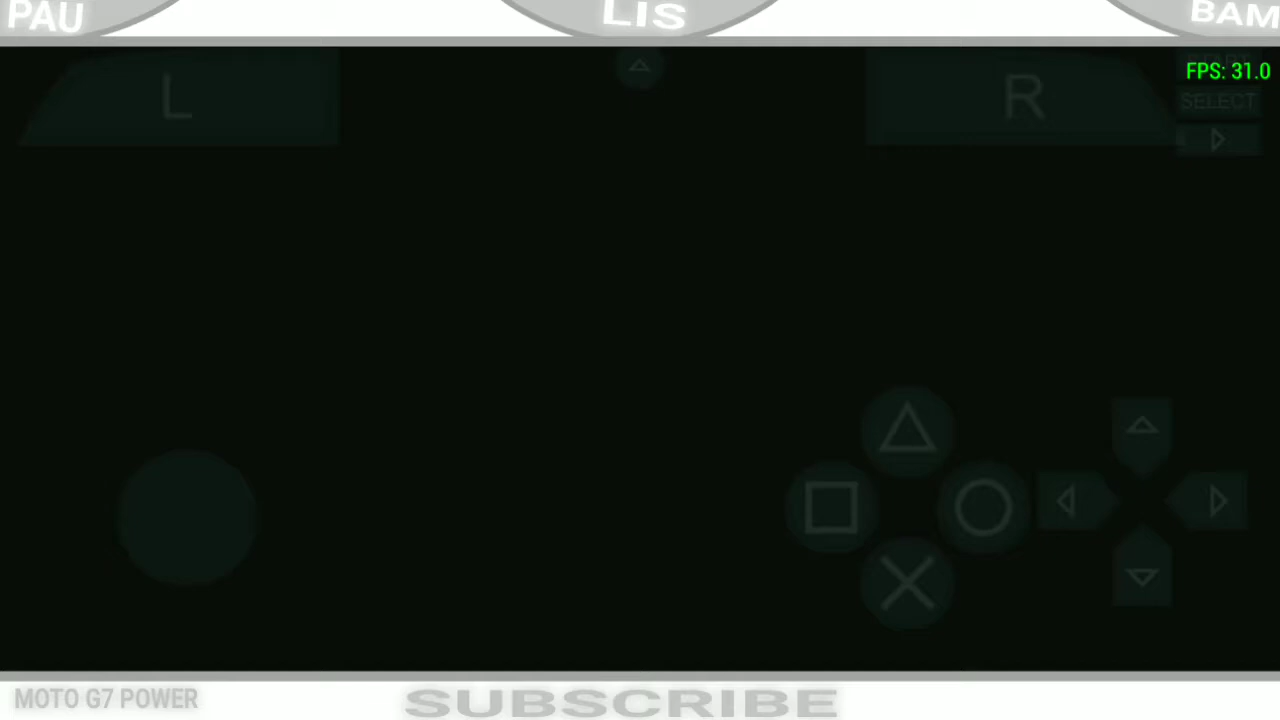 PAU LIS BAM
L R
FPS: 31.0
SELECT
MOTO G7 POWER
SUBSCRIBE